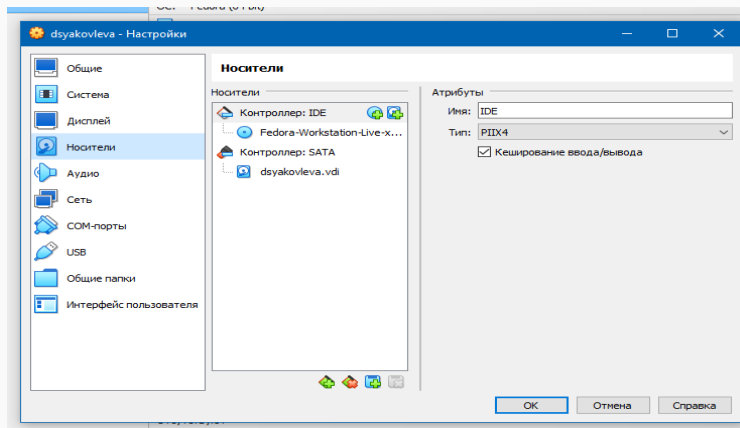 dsyakovleva - Настройки
Общие
Система
Дисплей
Носители
Аудио
Сеть
COM-порты
USB
Общие папки
Интерфейс пользователя
Носители
Носители
Контроллер: IDE
Fedora-Workstation-Live-x...
Контроллер: SATA
dsyakovleva.vdi
Атрибуты
Имя: IDE
Тип: PIIX4
Кеширование ввода/вывода
OK
Отмена
Справка